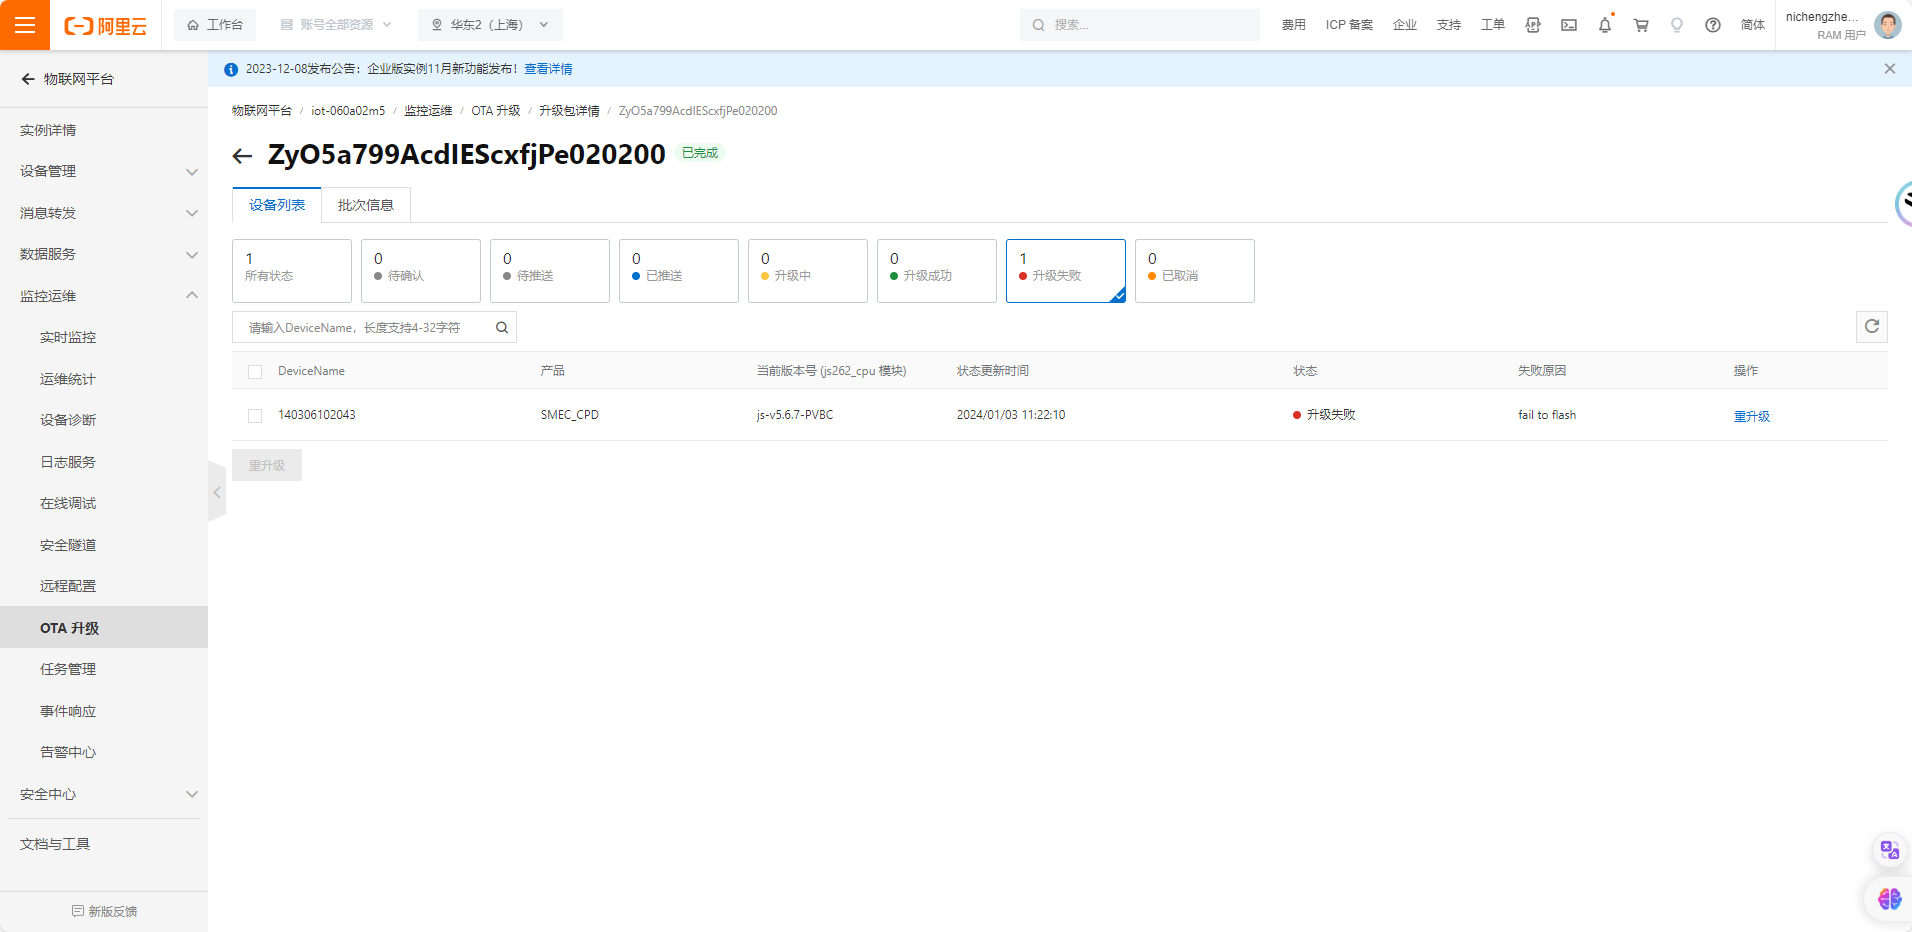 阿里云
工作台
账号全部资源
华东2（上海）
搜索...
费用
ICP 备案
企业
支持
工单
简体
nichengzhe...
RAM 用户
物联网平台
实例详情
设备管理
消息转发
数据服务
监控运维
实时监控
运维统计
设备诊断
日志服务
在线调试
安全隧道
远程配置
OTA 升级
任务管理
事件响应
告警中心
安全中心
文档与工具
新版反馈
2023-12-08发布公告：企业版实例11月新功能发布！查看详情
物联网平台 / iot-060a02m5 / 监控运维 / OTA 升级 / 升级包详情 / ZyO5a799AcdIEScxfjPe020200
ZyO5a799AcdIEScxfjPe020200 已完成
设备列表 批次信息
1
所有状态
0
待确认
0
待推送
0
已推送
0
升级中
0
升级成功
1
升级失败
0
已取消
请输入DeviceName，长度支持4-32字符
DeviceName 产品 当前版本号 (js262_cpu 模块) 状态更新时间 状态 失败原因 操作
140306102043 SMEC_CPD js-v5.6.7-PVBC 2024/01/03 11:22:10 升级失败 fail to flash 重升级
重升级